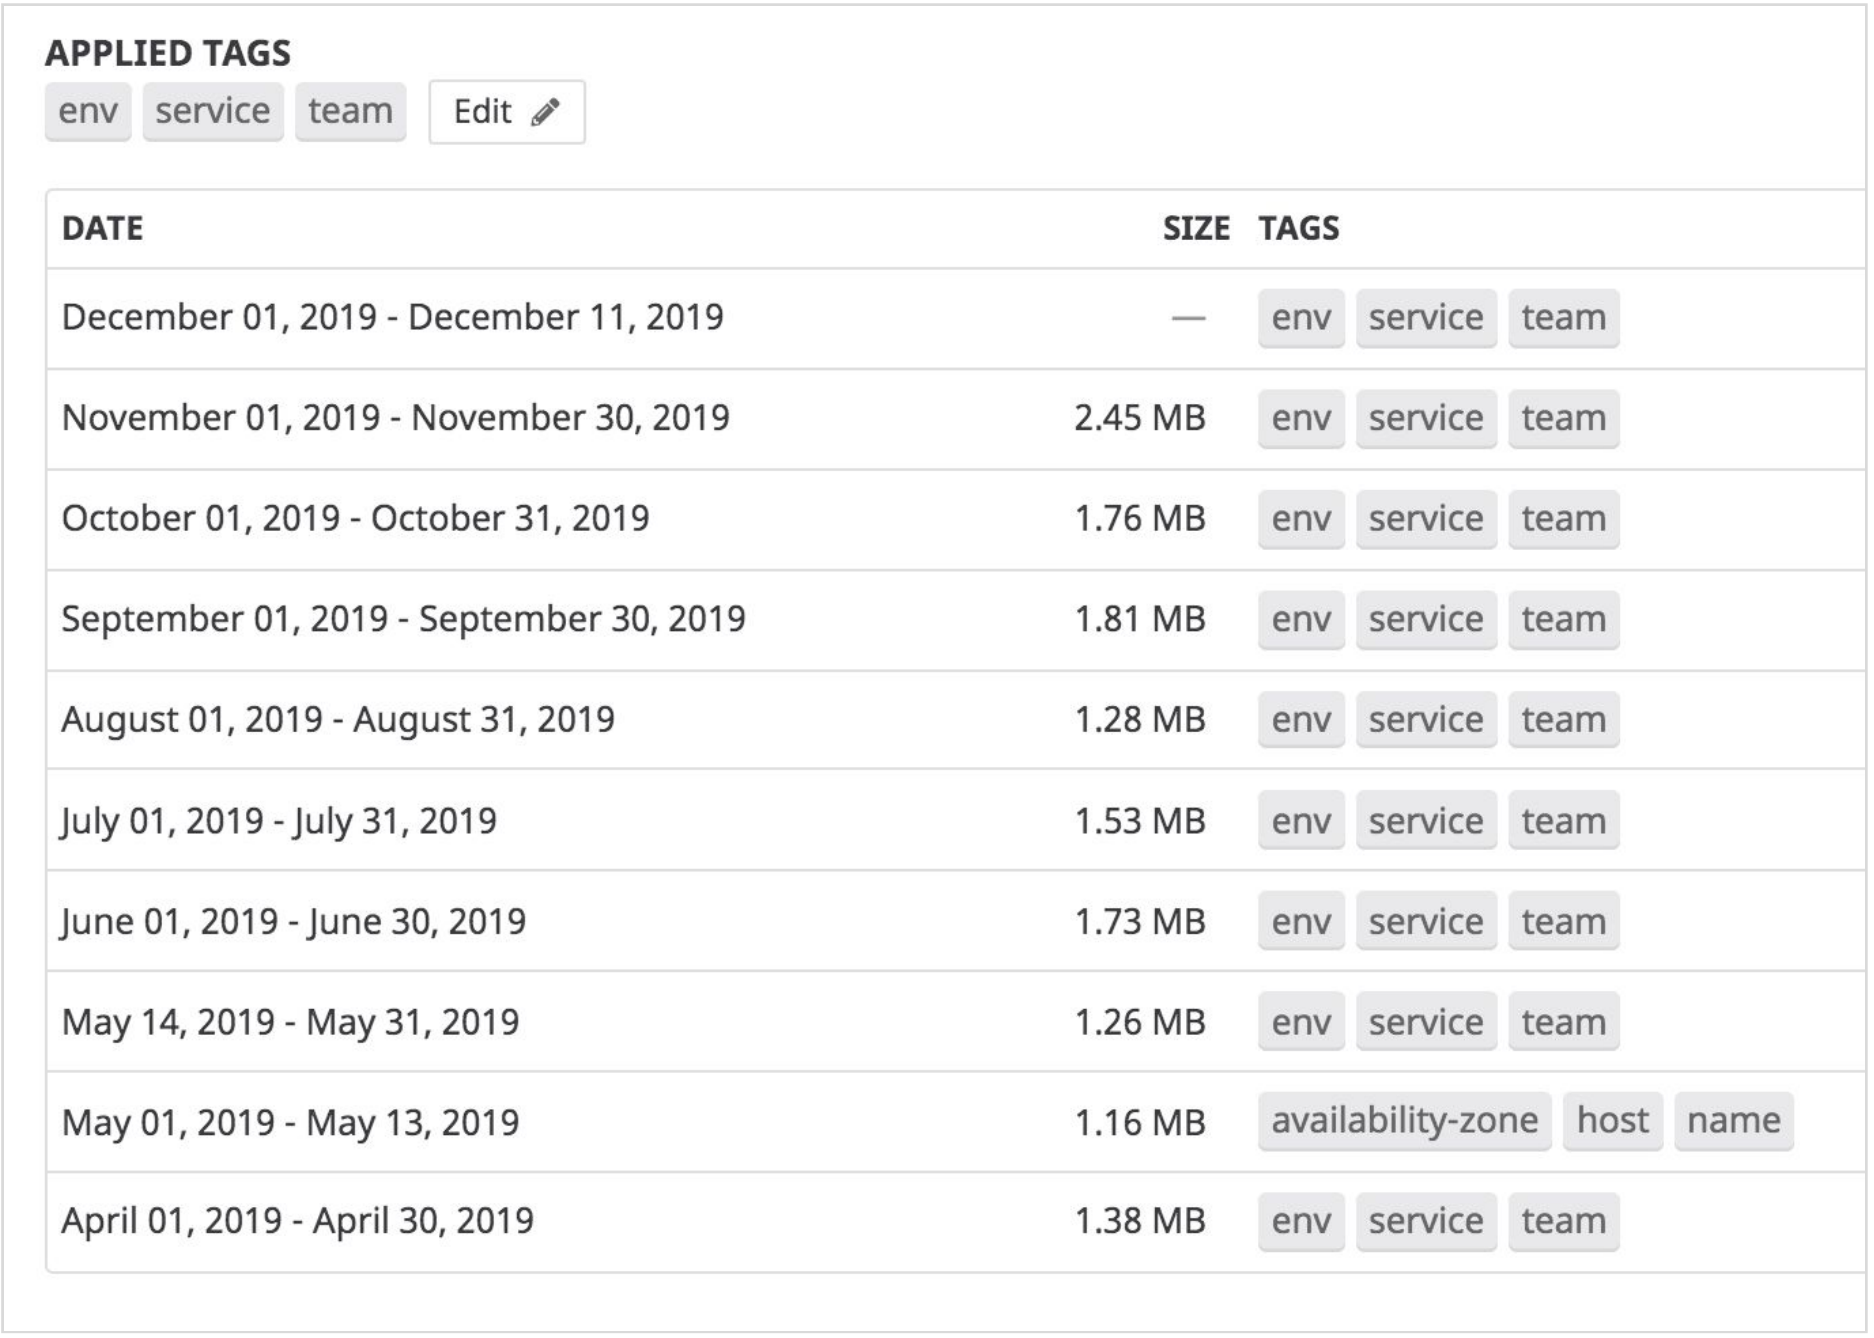 APPLIED TAGS
env service team Edit
DATE SIZE TAGS
December 01, 2019 - December 11, 2019 — env service team
November 01, 2019 - November 30, 2019 2.45 MB env service team
October 01, 2019 - October 31, 2019 1.76 MB env service team
September 01, 2019 - September 30, 2019 1.81 MB env service team
August 01, 2019 - August 31, 2019 1.28 MB env service team
July 01, 2019 - July 31, 2019 1.53 MB env service team
June 01, 2019 - June 30, 2019 1.73 MB env service team
May 14, 2019 - May 31, 2019 1.26 MB env service team
May 01, 2019 - May 13, 2019 1.16 MB availability-zone host name
April 01, 2019 - April 30, 2019 1.38 MB env service team